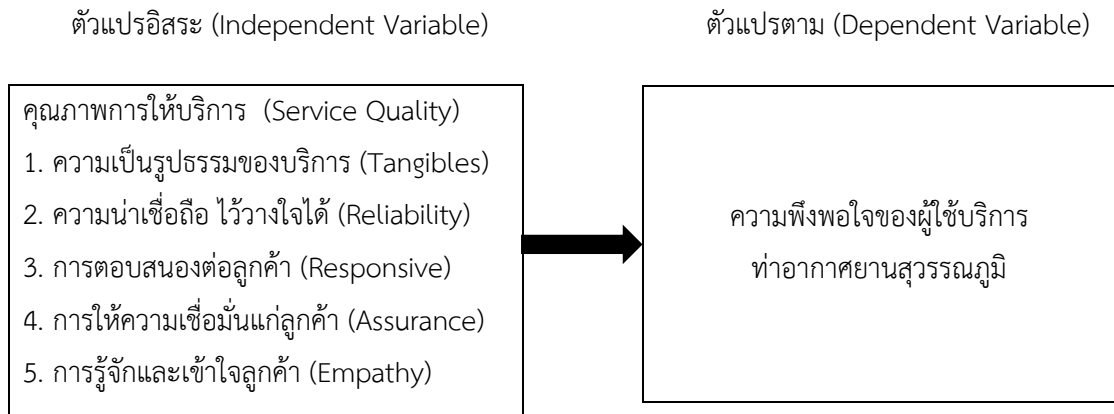 ตัวแปรอิสระ (Independent Variable)
ตัวแปรตาม (Dependent Variable)
คุณภาพการให้บริการ (Service Quality)
1. ความเป็นรูปธรรมของบริการ (Tangibles)
2. ความน่าเชื่อถือ ไว้วางใจได้ (Reliability)
3. การตอบสนองต่อลูกค้า (Responsive)
4. การให้ความเชื่อมั่นแก่ลูกค้า (Assurance)
5. การรู้จักและเข้าใจลูกค้า (Empathy)
ความพึงพอใจของผู้ใช้บริการ
ท่าอากาศยานสุวรรณภูมิ